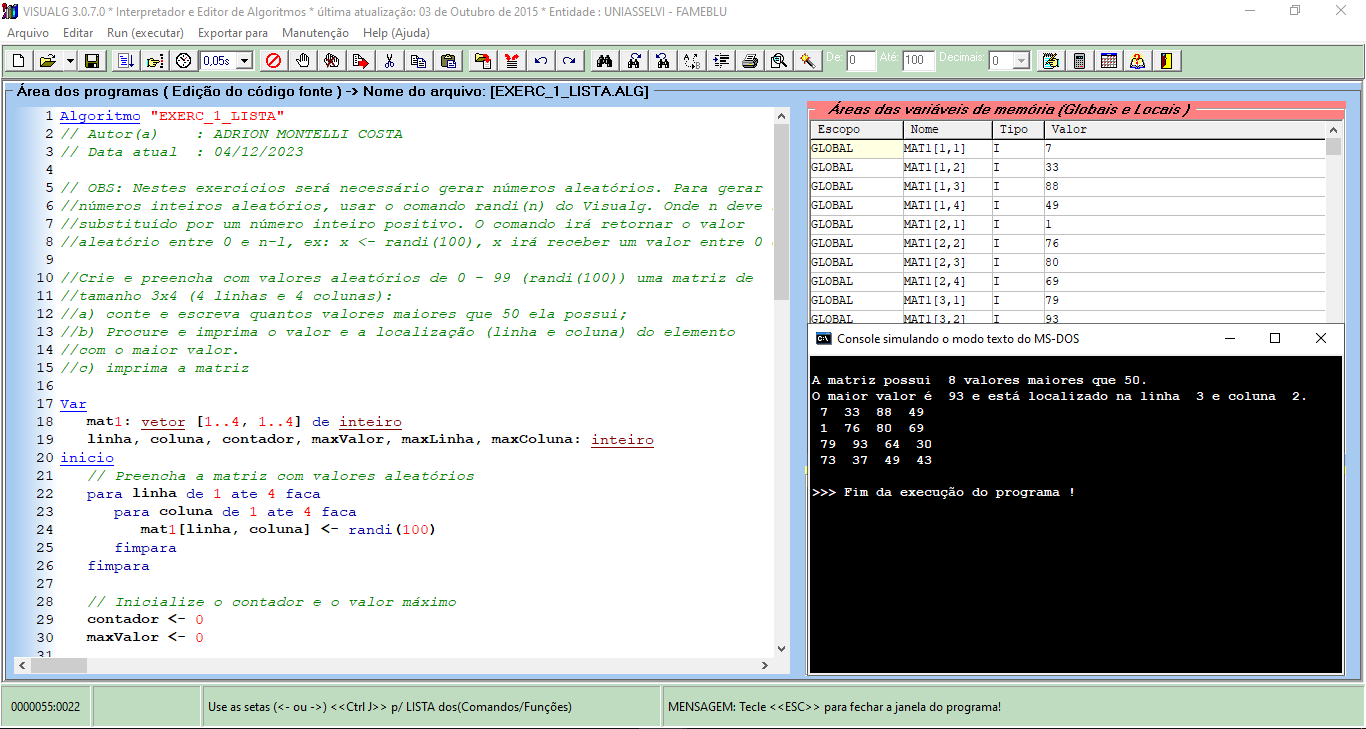 VISUALG 3.0.7.0 * Interpretador e Editor de Algoritmos * última atualização: 03 de Outubro de 2015 * Entidade : UNIASSELVI - FAMEBLU
Arquivo Editar Run (executar) Exportar para Manutenção Help (Ajuda)
0,05s De: 0 Até: 100 Decimais: 0
Área dos programas ( Edição do código fonte ) -> Nome do arquivo: [EXERC_1_LISTA.ALG]
1 Algoritmo "EXERC_1_LISTA"
2 // Autor(a) : ADRION MONTELLI COSTA
3 // Data atual : 04/12/2023
4
5 // OBS: Nestes exercícios será necessário gerar números aleatórios. Para gerar
6 //números inteiros aleatórios, usar o comando randi(n) do Visualg. Onde n deve
7 //substituído por um número inteiro positivo. O comando irá retornar o valor
8 //aleatório entre 0 e n-1, ex: x <- randi(100), x irá receber um valor entre 0
9
10 //Crie e preencha com valores aleatórios de 0 - 99 (randi(100)) uma matriz de
11 //tamanho 3x4 (4 linhas e 4 colunas):
12 //a) conte e escreva quantos valores maiores que 50 ela possui;
13 //b) Procure e imprima o valor e a localização (linha e coluna) do elemento
14 //com o maior valor.
15 //c) imprima a matriz
16
17 Var
18 mat1: vetor [1..4, 1..4] de inteiro
19 linha, coluna, contador, maxValor, maxLinha, maxColuna: inteiro
20 inicio
21 // Preencha a matriz com valores aleatórios
22 para linha de 1 ate 4 faca
23 para coluna de 1 ate 4 faca
24 mat1[linha, coluna] <- randi(100)
25 fimpara
26 fimpara
27
28 // Inicialize o contador e o valor máximo
29 contador <- 0
30 maxValor <- 0
31
Áreas das variáveis de memória (Globais e Locais )
Escopo Nome Tipo Valor
GLOBAL MAT1[1,1] I 7
GLOBAL MAT1[1,2] I 33
GLOBAL MAT1[1,3] I 88
GLOBAL MAT1[1,4] I 49
GLOBAL MAT1[2,1] I 1
GLOBAL MAT1[2,2] I 76
GLOBAL MAT1[2,3] I 80
GLOBAL MAT1[2,4] I 69
GLOBAL MAT1[3,1] I 79
GLOBAL MAT1[3,2] I 93
Console simulando o modo texto do MS-DOS
A matriz possui 8 valores maiores que 50.
O maior valor é 93 e está localizado na linha 3 e coluna 2.
7 33 88 49
1 76 80 69
79 93 64 30
73 37 49 43
>>> Fim da execução do programa !
0000055:0022 Use as setas (<- ou ->) <<Ctrl J>> p/ LISTA dos(Comandos/Funções) MENSAGEM: Tecle <<ESC>> para fechar a janela do programa!